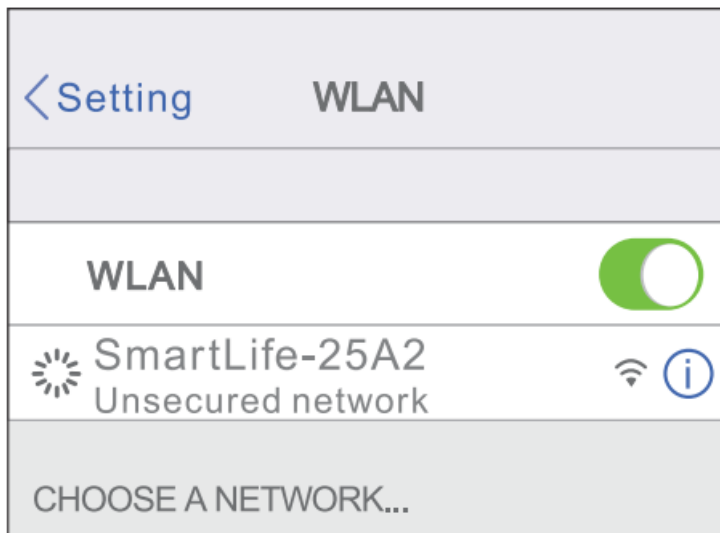 Setting WLAN
WLAN
SmartLife-25A2
Unsecured network
CHOOSE A NETWORK...